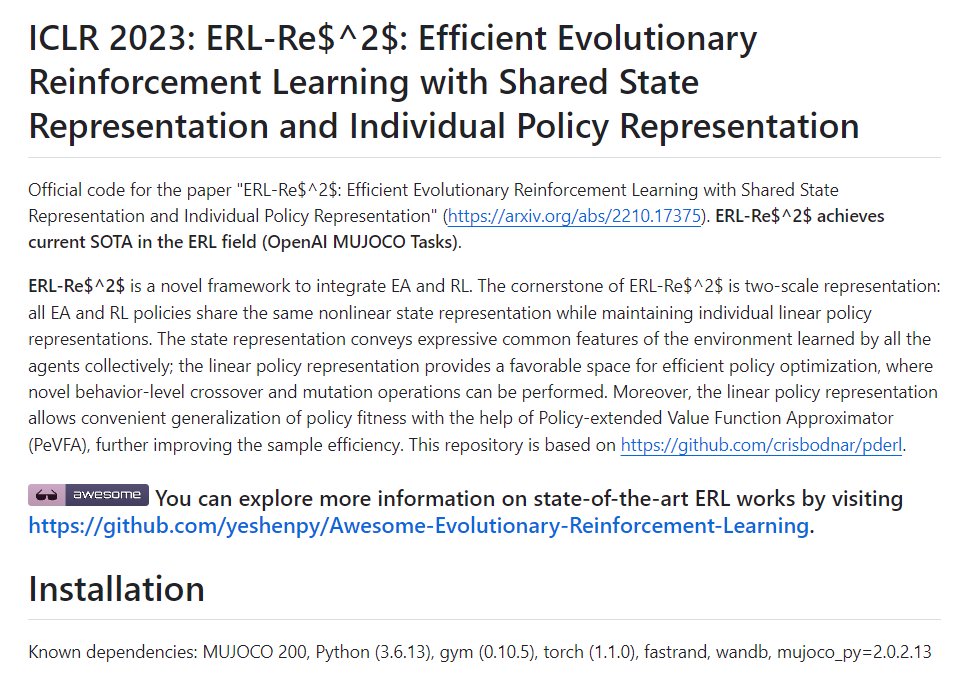 ICLR 2023: ERL-Re$^2$: Efficient Evolutionary
Reinforcement Learning with Shared State
Representation and Individual Policy Representation
Official code for the paper "ERL-Re$^2$: Efficient Evolutionary Reinforcement Learning with Shared State
Representation and Individual Policy Representation" (https://arxiv.org/abs/2210.17375). ERL-Re$^2$ achieves
current SOTA in the ERL field (OpenAI MUJOCO Tasks).
ERL-Re$^2$ is a novel framework to integrate EA and RL. The cornerstone of ERL-Re$^2$ is two-scale representation:
all EA and RL policies share the same nonlinear state representation while maintaining individual linear policy
representations. The state representation conveys expressive common features of the environment learned by all the
agents collectively; the linear policy representation provides a favorable space for efficient policy optimization, where
novel behavior-level crossover and mutation operations can be performed. Moreover, the linear policy representation
allows convenient generalization of policy fitness with the help of Policy-extended Value Function Approximator
(PeVFA), further improving the sample efficiency. This repository is based on https://github.com/crisbodnar/pderl.
awesome You can explore more information on state-of-the-art ERL works by visiting
https://github.com/yeshenpy/Awesome-Evolutionary-Reinforcement-Learning.
Installation
Known dependencies: MUJOCO 200, Python (3.6.13), gym (0.10.5), torch (1.1.0), fastrand, wandb, mujoco_py=2.0.2.13